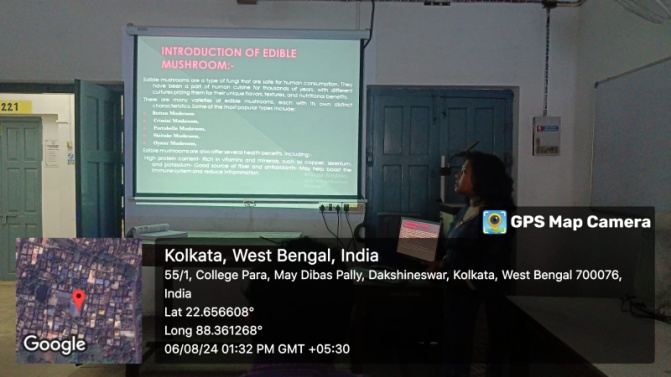 221
INTRODUCTION OF EDIBLE
MUSHROOM:-
Edible mushrooms are a type of fungi that are safe for human consumption. They
have been a part of human cuisine for thousands of years, with different
cultures prizing them for their unique flavors, textures, and nutritional benefits.
There are many varieties of edible mushrooms, each with its own distinct
characteristics. Some of the most popular types include:
Button Mushroom,
Crimini Mushroom,
Portobello Mushroom,
Shiitake Mushroom,
Oyster Mushroom,
Edible mushrooms are also offer several health benefits, including:-
High protein content- Rich in vitamins and minerals, such as copper, selenium,
and potassium- Good source of fiber and antioxidants- May help boost the
immune system and reduce inflammation.
GPS Map Camera
Kolkata, West Bengal, India
55/1, College Para, May Dibas Pally, Dakshineswar, Kolkata, West Bengal 700076,
India
Lat 22.656608°
Long 88.361268°
06/08/24 01:32 PM GMT +05:30
Google